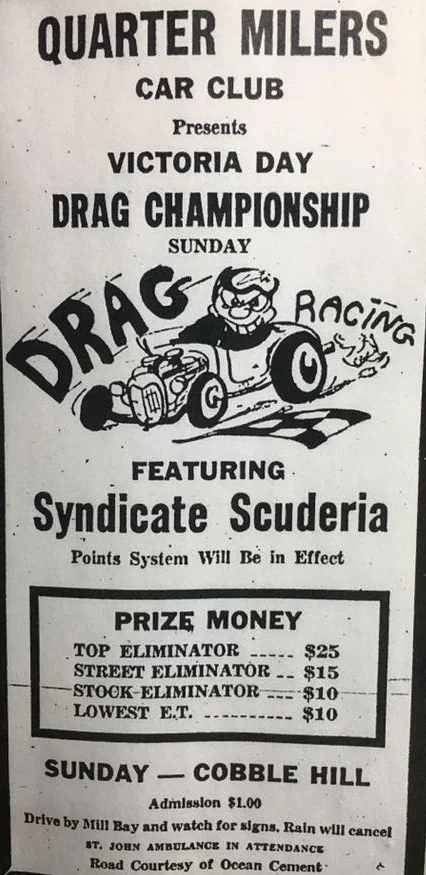 QUARTER MILERS
CAR CLUB
Presents
VICTORIA DAY
DRAG CHAMPIONSHIP
SUNDAY
DRAG RACING
FEATURING
Syndicate Scuderia
Points System Will Be in Effect
PRIZE MONEY
TOP ELIMINATOR ----- $25
STREET ELIMINATOR -- $15
STOCK ELIMINATOR --- $10
LOWEST E.T. ---------- $10
SUNDAY — COBBLE HILL
Admission $1.00
Drive by Mill Bay and watch for signs. Rain will cancel
ST. JOHN AMBULANCE IN ATTENDANCE
Road Courtesy of Ocean Cement